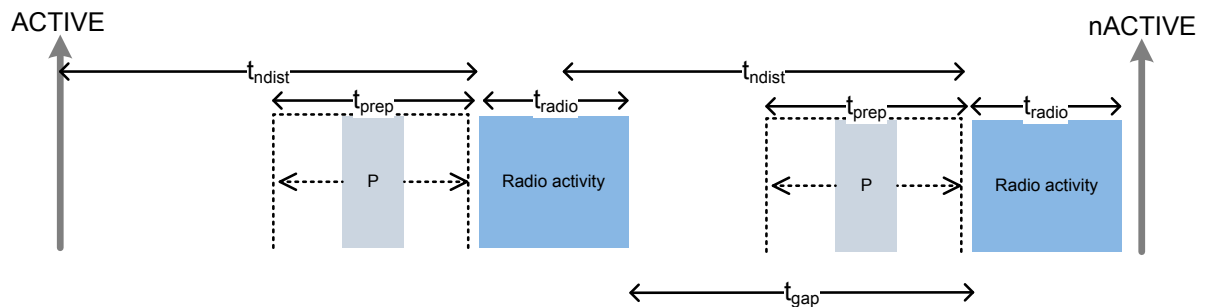 ACTIVE
nACTIVE
tndist
tndist
tprep
tradio
tprep
tradio
P
Radio activity
P
Radio activity
tgap